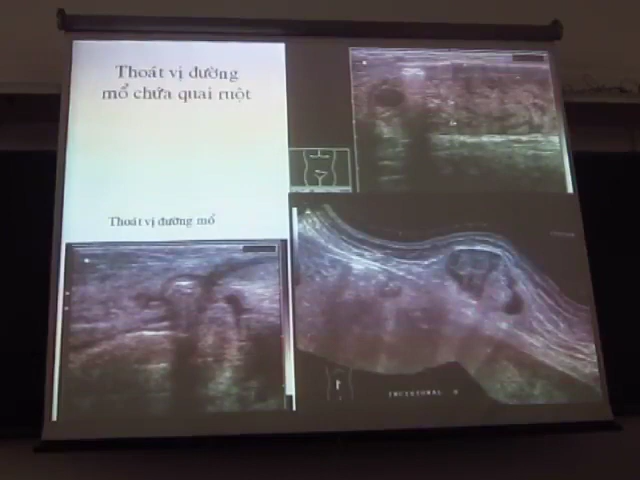 Thoát vị đường
mổ chứa quai ruột
Thoát vị đường mổ